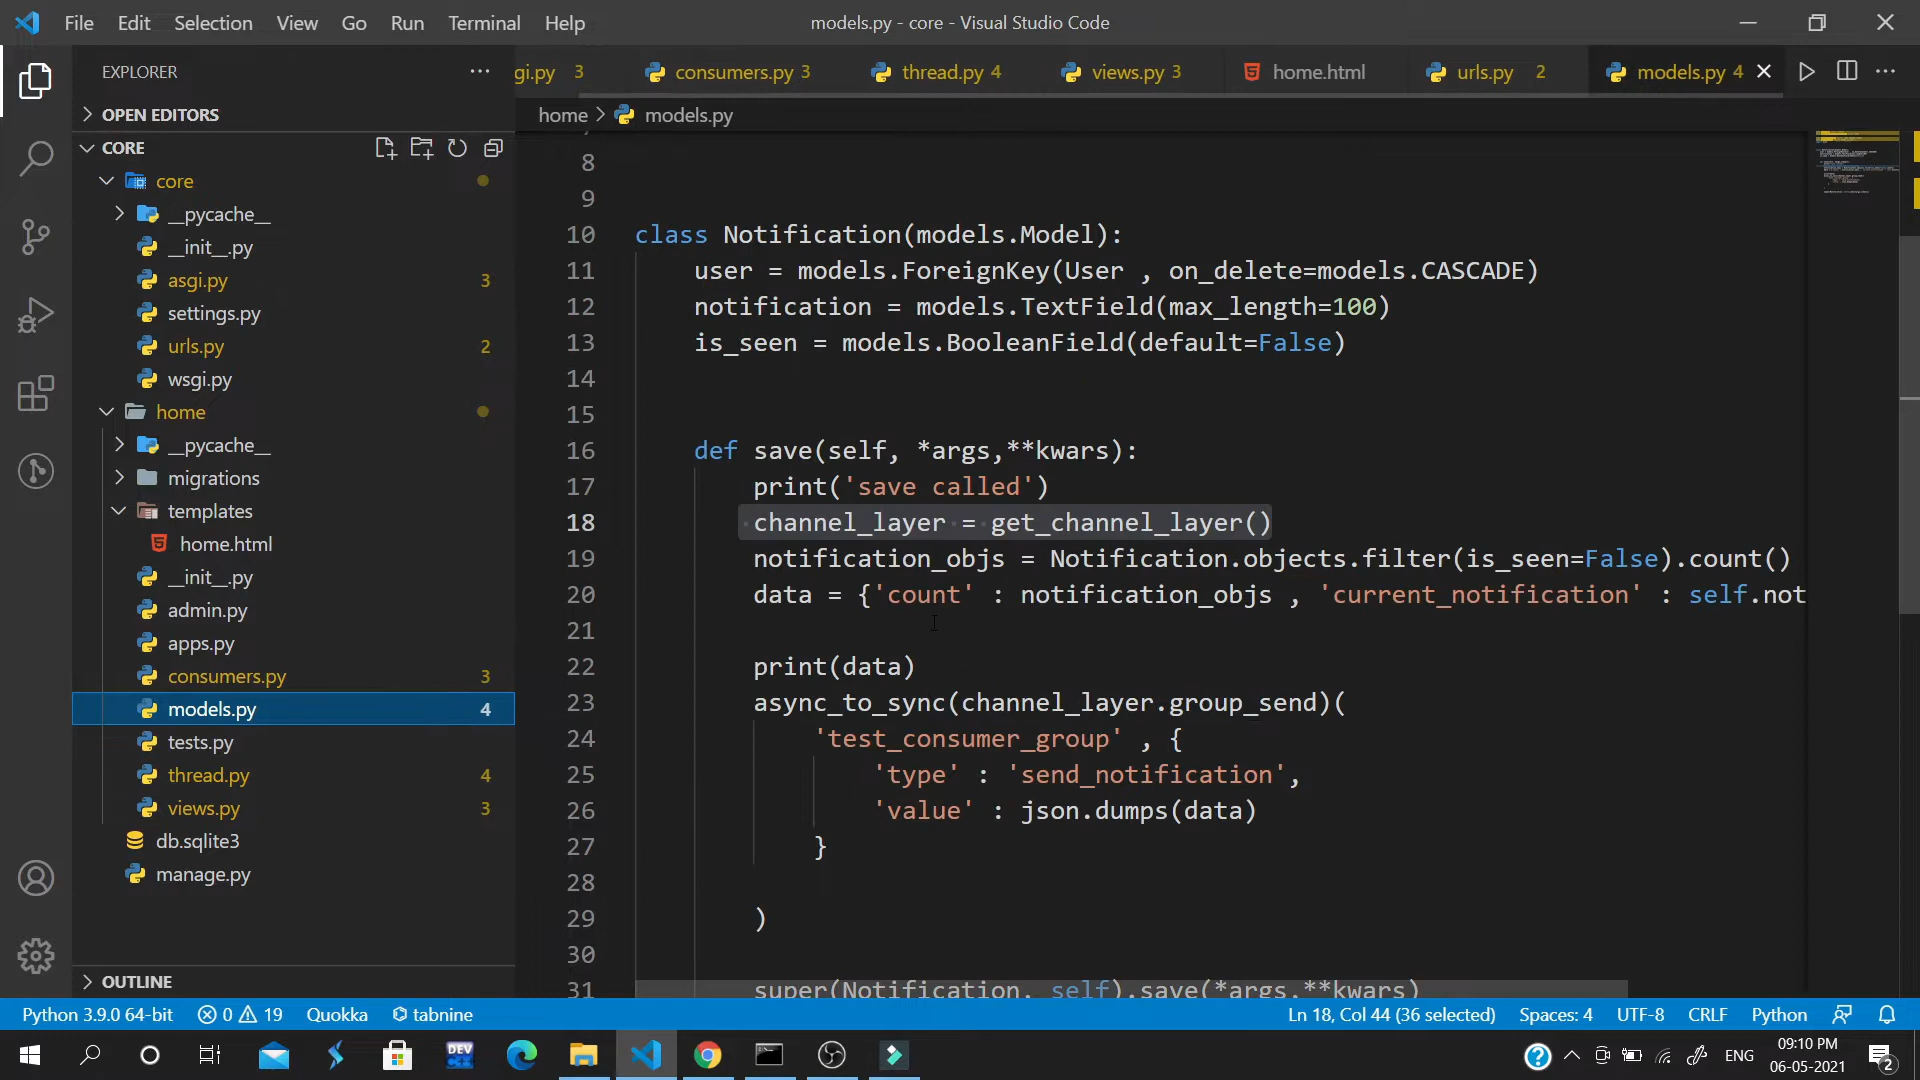 File Edit Selection View Go Run Terminal Help
models.py - core - Visual Studio Code
EXPLORER
gi.py 3
consumers.py 3
thread.py 4
views.py 3
home.html
urls.py 2
models.py 4
OPEN EDITORS
home > models.py
CORE
core
__pycache__
__init__.py
asgi.py 3
settings.py
urls.py 2
wsgi.py
home
__pycache__
migrations
templates
home.html
__init__.py
admin.py
apps.py
consumers.py 3
models.py 4
tests.py
thread.py 4
views.py 3
db.sqlite3
manage.py
OUTLINE
8
9
10 class Notification(models.Model):
11 user = models.ForeignKey(User , on_delete=models.CASCADE)
12 notification = models.TextField(max_length=100)
13 is_seen = models.BooleanField(default=False)
14
15
16 def save(self, *args,**kwars):
17 print('save called')
18 channel_layer = get_channel_layer()
19 notification_objs = Notification.objects.filter(is_seen=False).count()
20 data = {'count' : notification_objs , 'current_notification' : self.not
21
22 print(data)
23 async_to_sync(channel_layer.group_send)(
24 'test_consumer_group' , {
25 'type' : 'send_notification',
26 'value' : json.dumps(data)
27 }
28
29 )
30
31 super(Notification, self).save(*args,**kwars)
Python 3.9.0 64-bit 0 19 Quokka tabnine
Ln 18, Col 44 (36 selected) Spaces: 4 UTF-8 CRLF Python
DEV
ENG
09:10 PM
06-05-2021
2